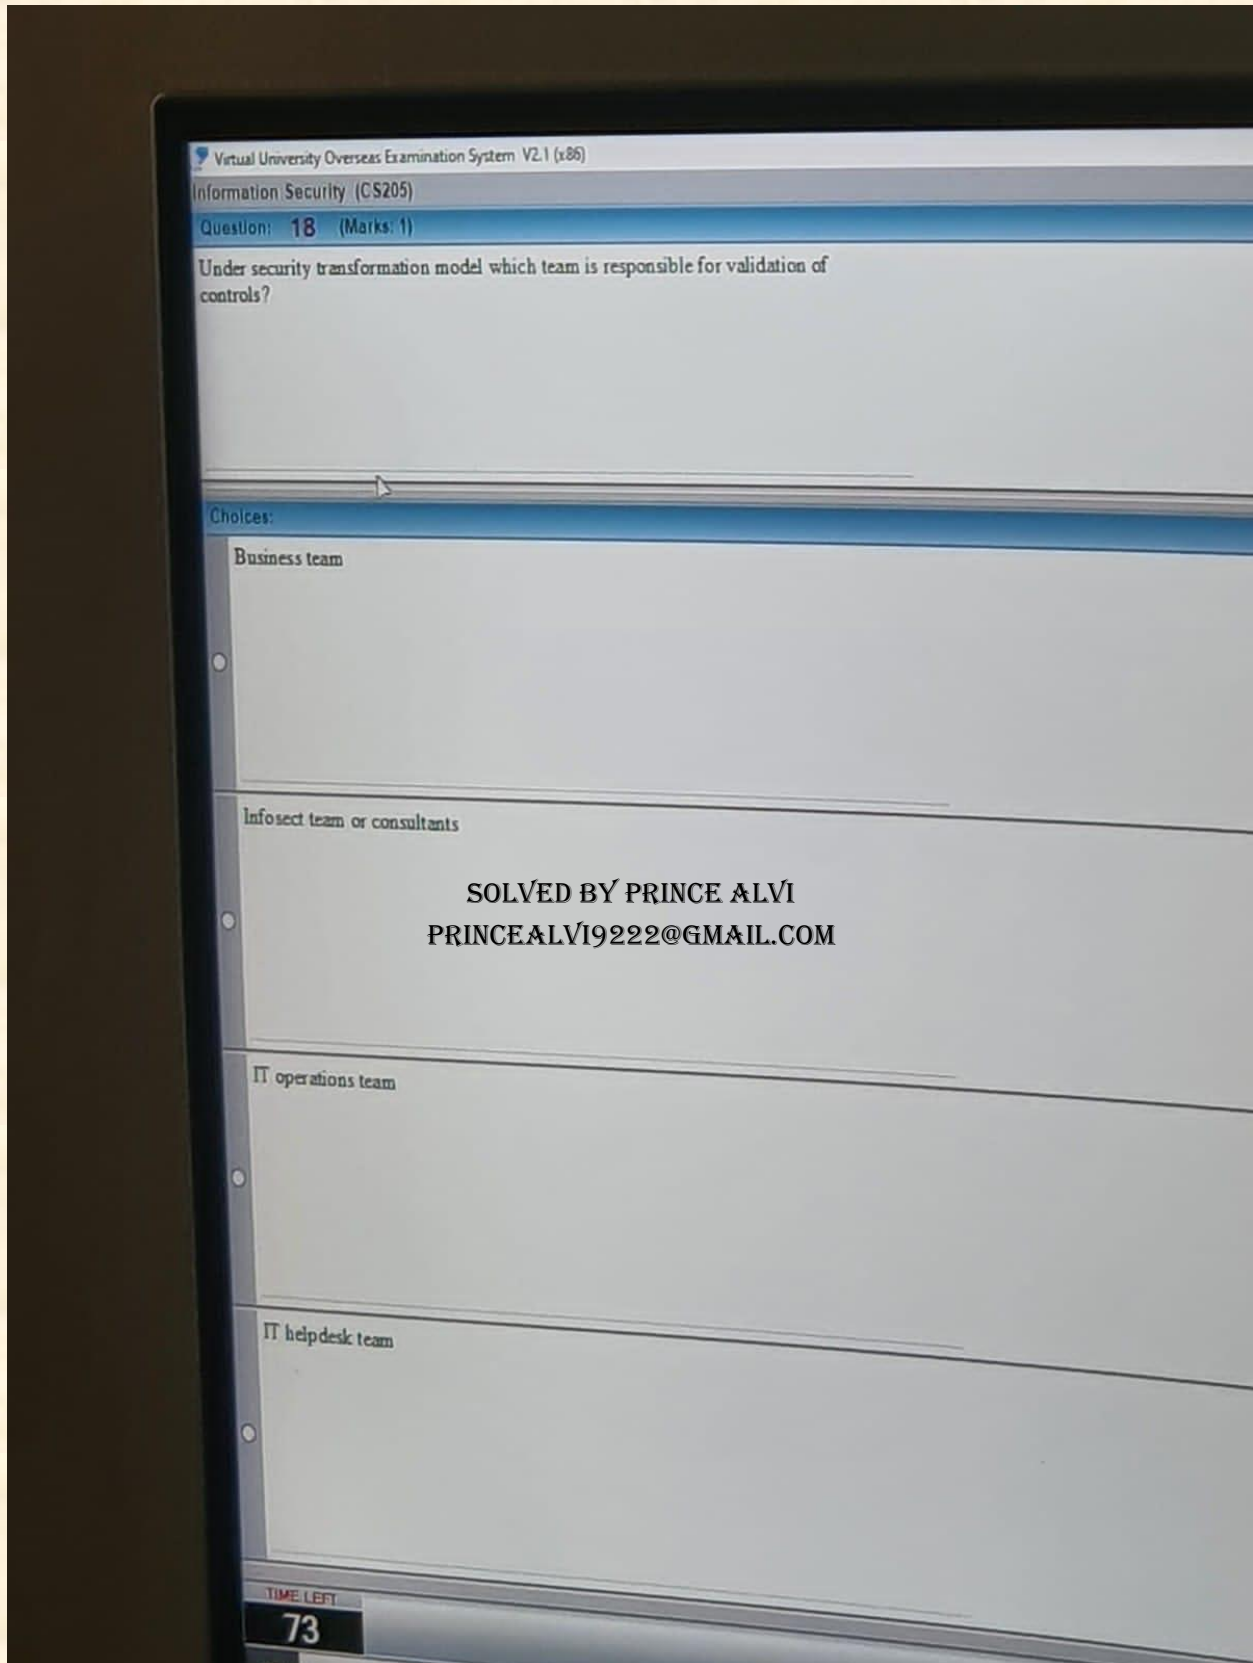 Virtual University Overseas Examination System V2.1 (x86)
Information Security (CS205)
Question: 18 (Marks: 1)
Under security transformation model which team is responsible for validation of
controls?
Choices:
Business team
Infosect team or consultants
SOLVED BY PRINCE ALVI
PRINCEALVI9222@GMAIL.COM
IT operations team
IT helpdesk team
TIME LEFT
73